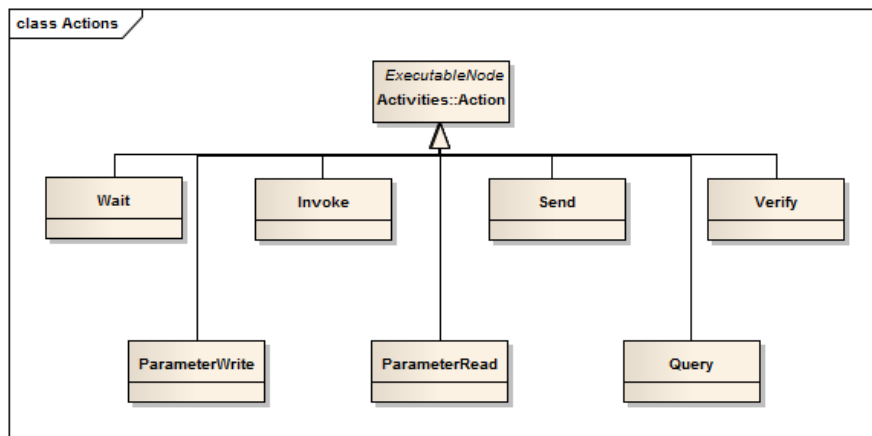 class Actions
ExecutableNode
Activities::Action
Wait
Invoke
Send
Verify
ParameterWrite
ParameterRead
Query